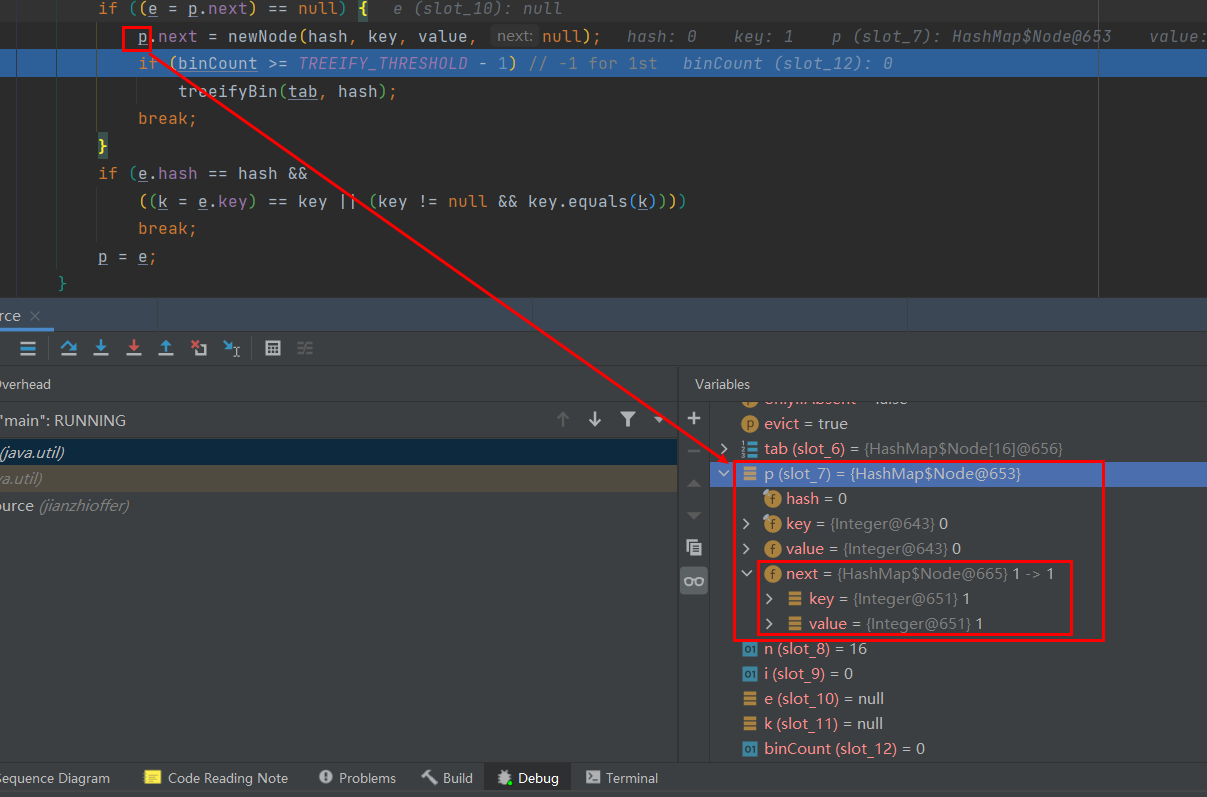 if ((e = p.next) == null) { e (slot_10): null
p.next = newNode(hash, key, value, next: null); hash: 0 key: 1 p (slot_7): HashMap$Node@653 value:
if (binCount >= TREEIFY_THRESHOLD - 1) // -1 for 1st binCount (slot_12): 0
treeifyBin(tab, hash);
break;
}
if (e.hash == hash &&
((k = e.key) == key || (key != null && key.equals(k))))
break;
p = e;
}
rce
Overhead
Variables
"main": RUNNING
evict = true
(java.util)
tab (slot_6) = {HashMap$Node[16]@656}
va.util)
p (slot_7) = {HashMap$Node@653}
ource (jianzhioffer)
hash = 0
key = {Integer@643} 0
value = {Integer@643} 0
next = {HashMap$Node@665} 1 -> 1
key = {Integer@651} 1
value = {Integer@651} 1
n (slot_8) = 16
i (slot_9) = 0
e (slot_10) = null
k (slot_11) = null
binCount (slot_12) = 0
Sequence Diagram Code Reading Note Problems Build Debug Terminal